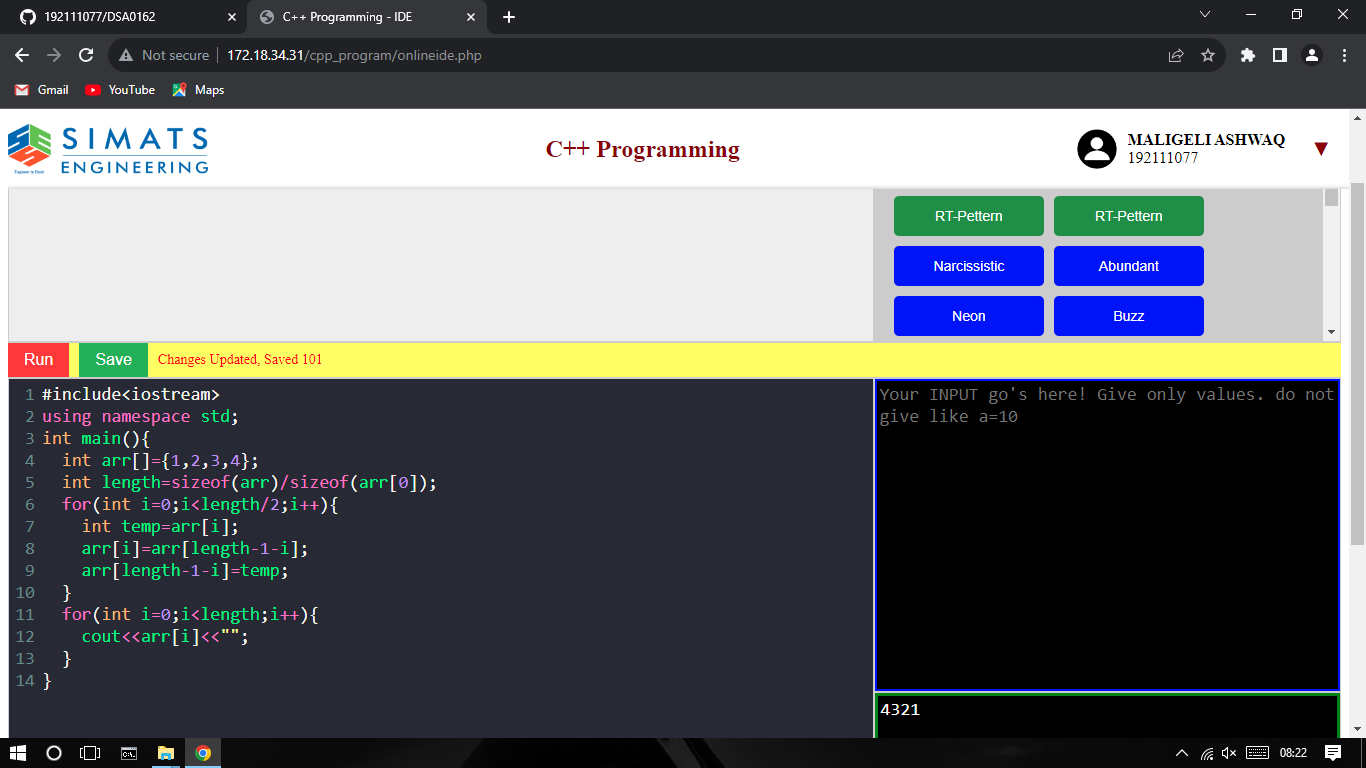 192111077/DSA0162
C++ Programming - IDE
Not secure
172.18.34.31/cpp_program/onlineide.php
Gmail
YouTube
Maps
SIMATS
ENGINEERING
Engineer to Excel
C++ Programming
MALIGELI ASHWAQ
192111077
RT-Pettern
RT-Pettern
Narcissistic
Abundant
Neon
Buzz
Run
Save
Changes Updated, Saved 101
1 #include<iostream>
2 using namespace std;
3 int main(){
4 int arr[]={1,2,3,4};
5 int length=sizeof(arr)/sizeof(arr[0]);
6 for(int i=0;i<length/2;i++){
7 int temp=arr[i];
8 arr[i]=arr[length-1-i];
9 arr[length-1-i]=temp;
10 }
11 for(int i=0;i<length;i++){
12 cout<<arr[i]<<"";
13 }
14 }
Your INPUT go's here! Give only values. do not
give like a=10
4321
08:22